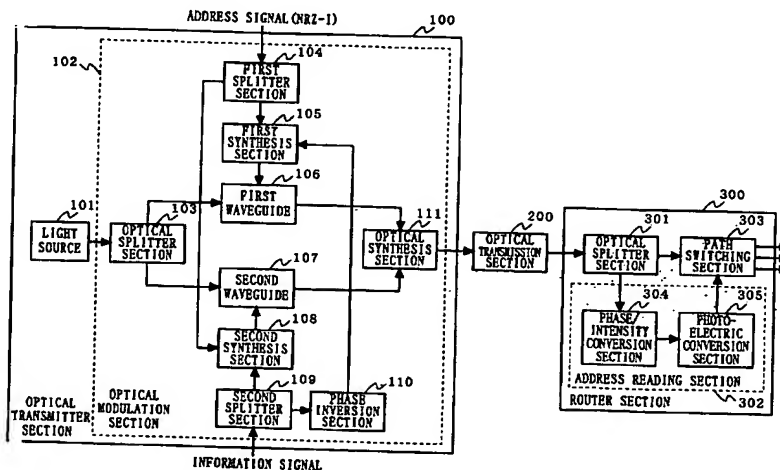 ADDRESS SIGNAL(NRZ-I)
100
102
104
FIRST
SPLITTER
SECTION
105
FIRST
SYNTHESIS
SECTION
106
FIRST
WAVEGUIDE
101
LIGHT
SOURCE
103
OPTICAL
SPLITTER
SECTION
111
OPTICAL
SYNTHESIS
SECTION
200
OPTICAL
TRANSMISSION
SECTION
300
301
OPTICAL
SPLITTER
SECTION
303
PATH
SWITCHING
SECTION
107
SECOND
WAVEGUIDE
108
SECOND
SYNTHESIS
SECTION
109
SECOND
SPLITTER
SECTION
110
PHASE
INVERSION
SECTION
304
PHASE/
INTENSITY
CONVERSION
SECTION
305
PHOTO-
ELECTRIC
CONVERSION
SECTION
ADDRESS READING SECTION
ROUTER SECTION
302
OPTICAL
TRANSMITTER
SECTION
OPTICAL
MODULATION
SECTION
INFORMATION SIGNAL